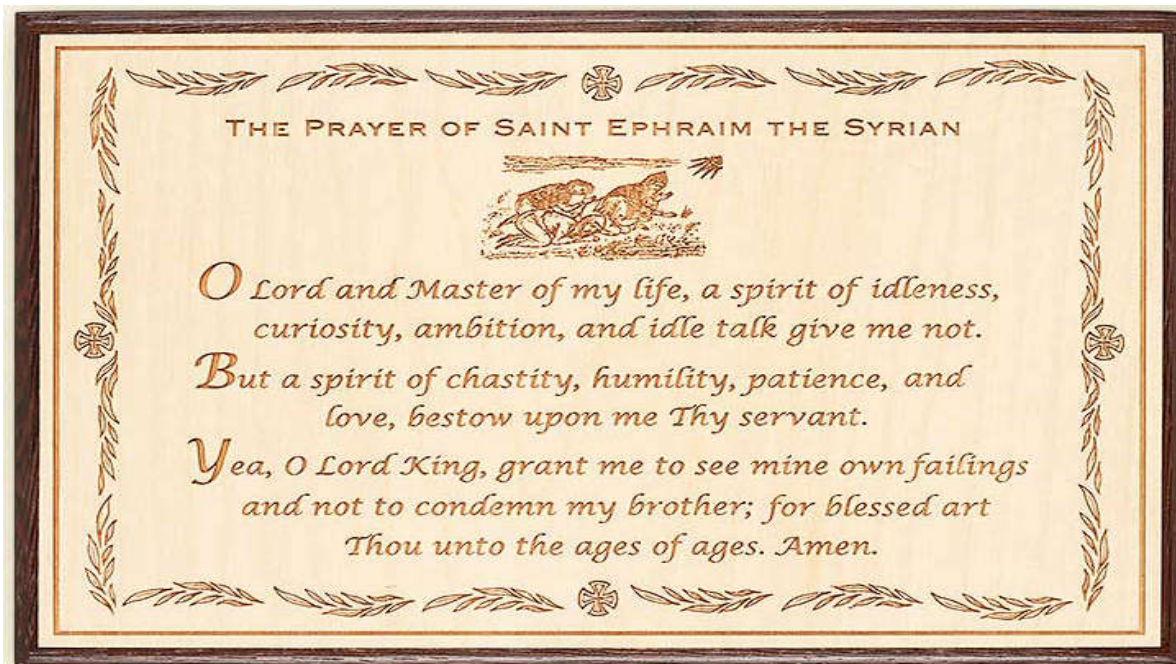 THE PRAYER OF SAINT EPHRAIM THE SYRIAN
O Lord and Master of my life, a spirit of idleness,
curiosity, ambition, and idle talk give me not.
But a spirit of chastity, humility, patience, and
love, bestow upon me Thy servant.
Yea, O Lord King, grant me to see mine own failings
and not to condemn my brother; for blessed art
Thou unto the ages of ages. Amen.